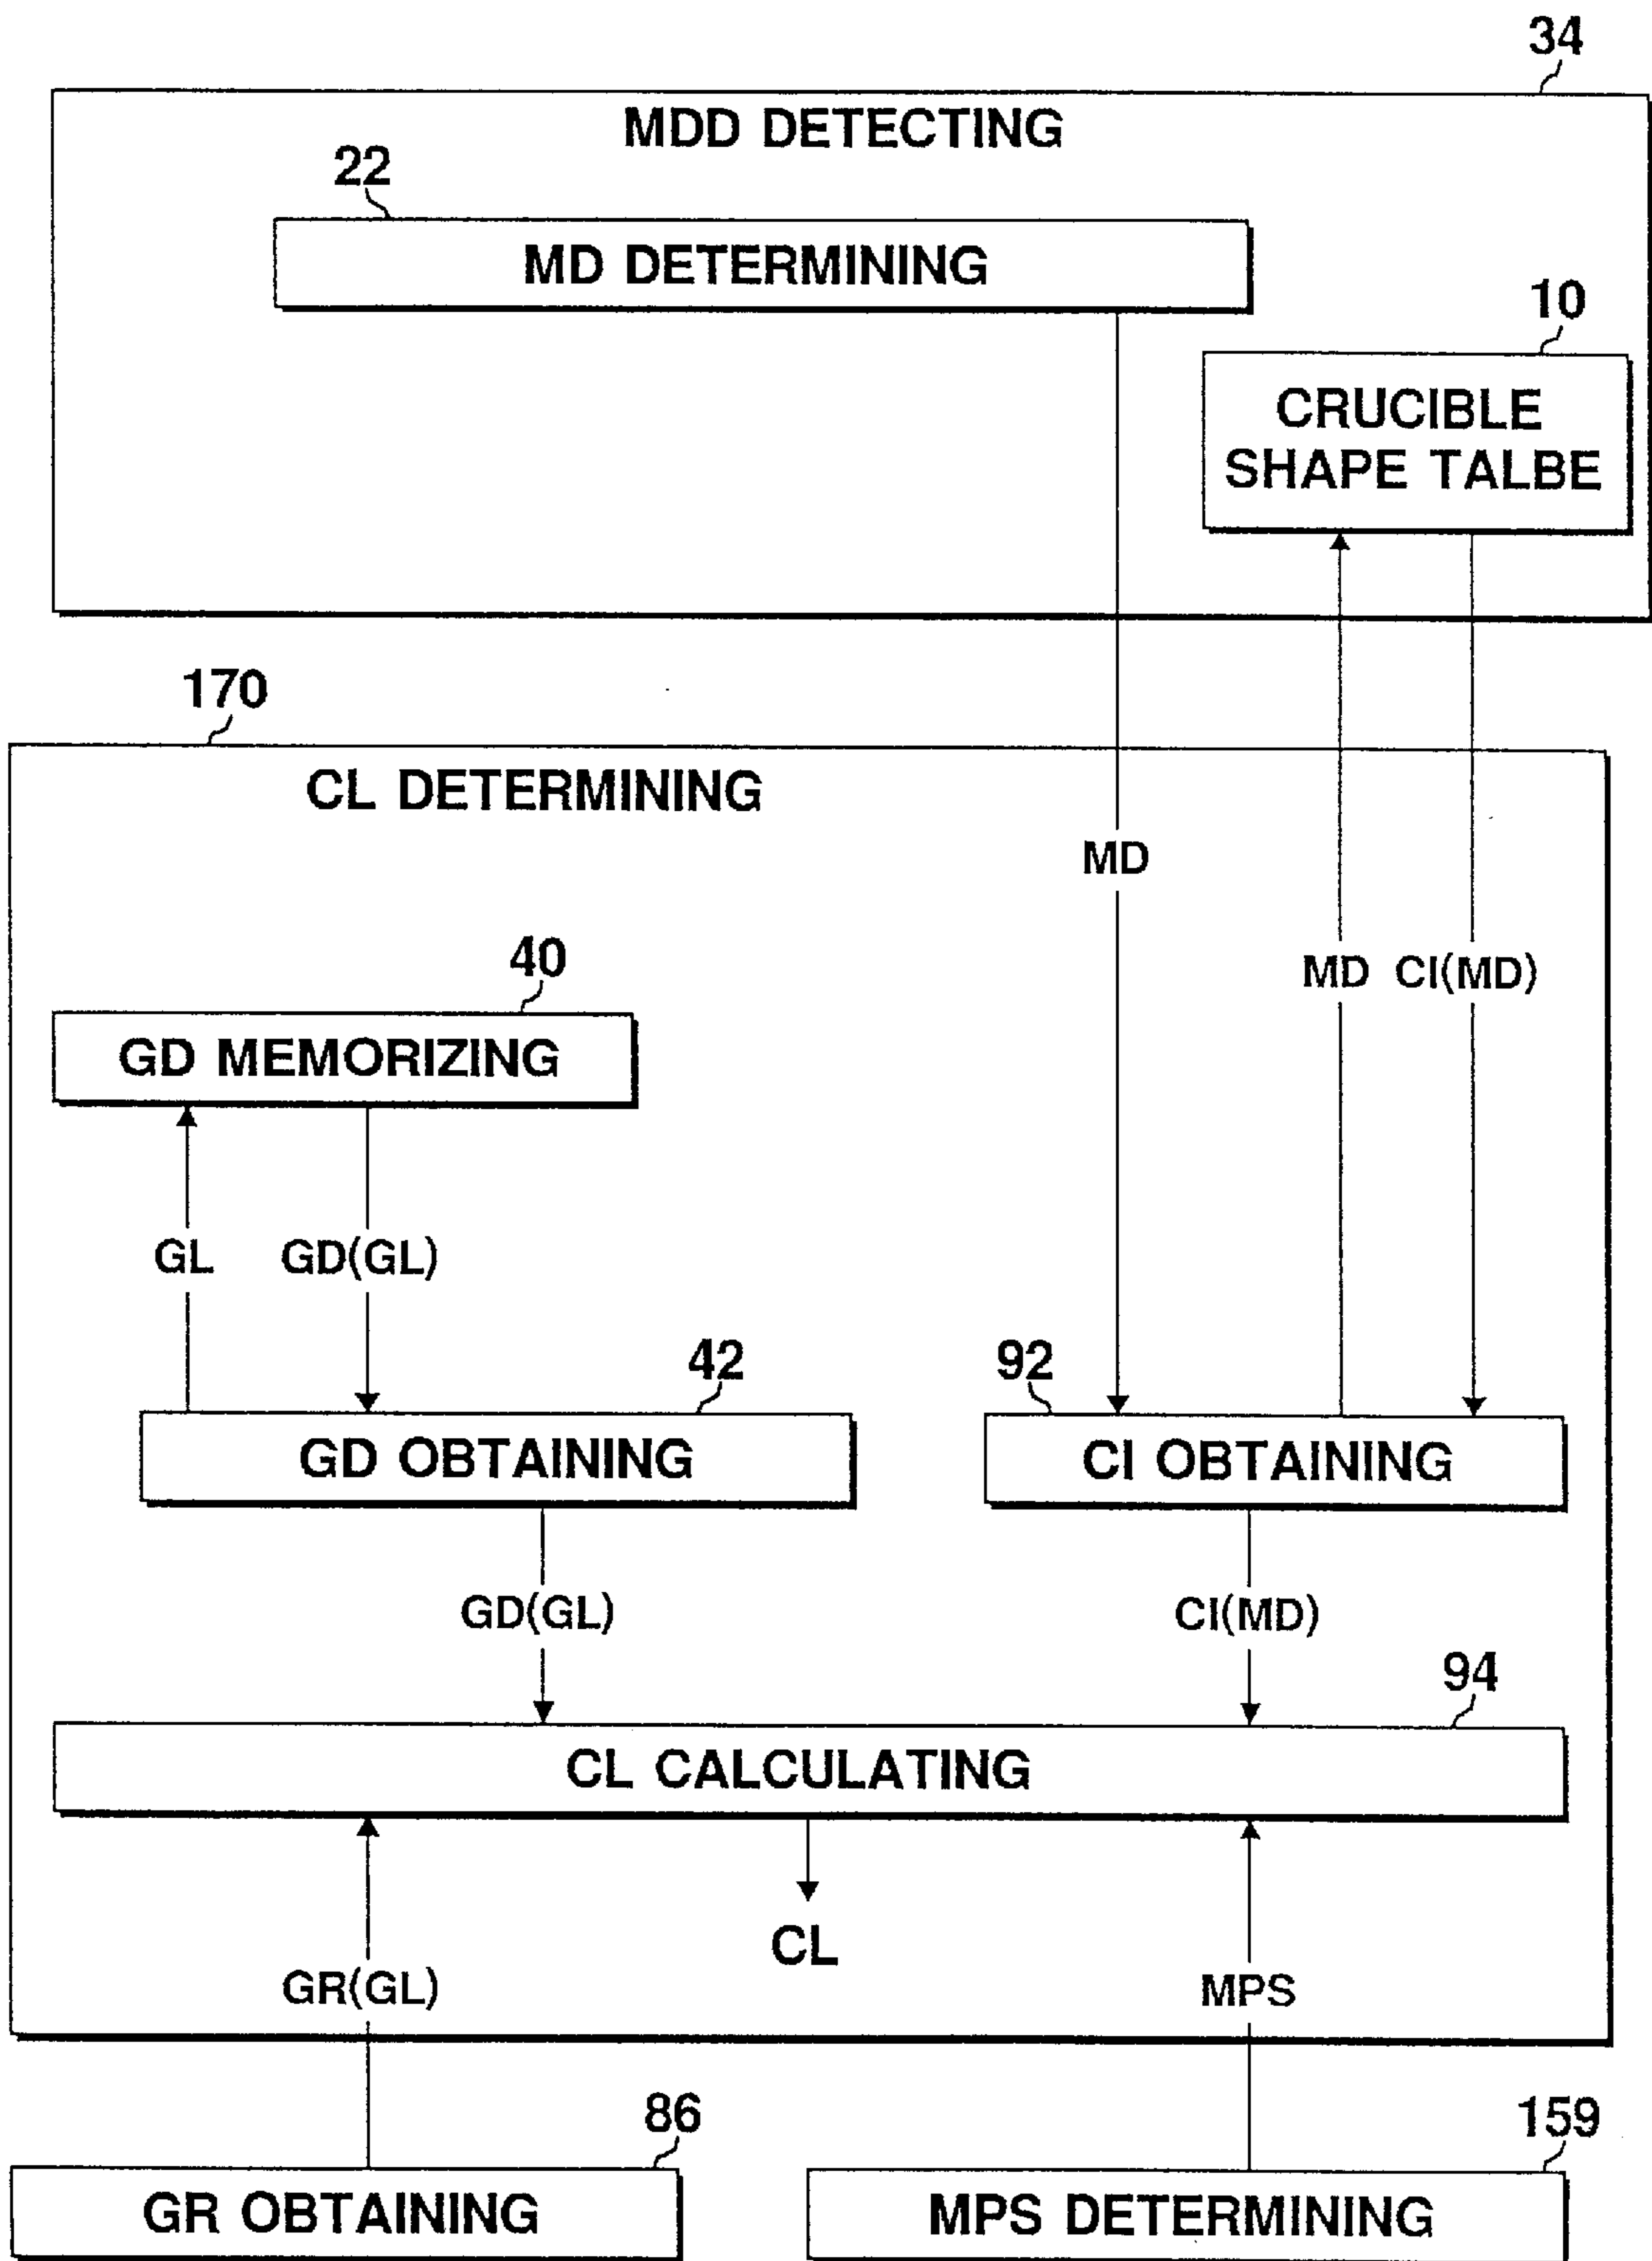 34
MDD DETECTING
22
MD DETERMINING
10
CRUCIBLE
SHAPE TALBE
170
CL DETERMINING
MD
40
MD CI(MD)
GD MEMORIZING
GL GD(GL)
42
92
GD OBTAINING
CI OBTAINING
GD(GL)
CI(MD)
94
CL CALCULATING
CL
GR(GL)
MPS
86
159
GR OBTAINING
MPS DETERMINING